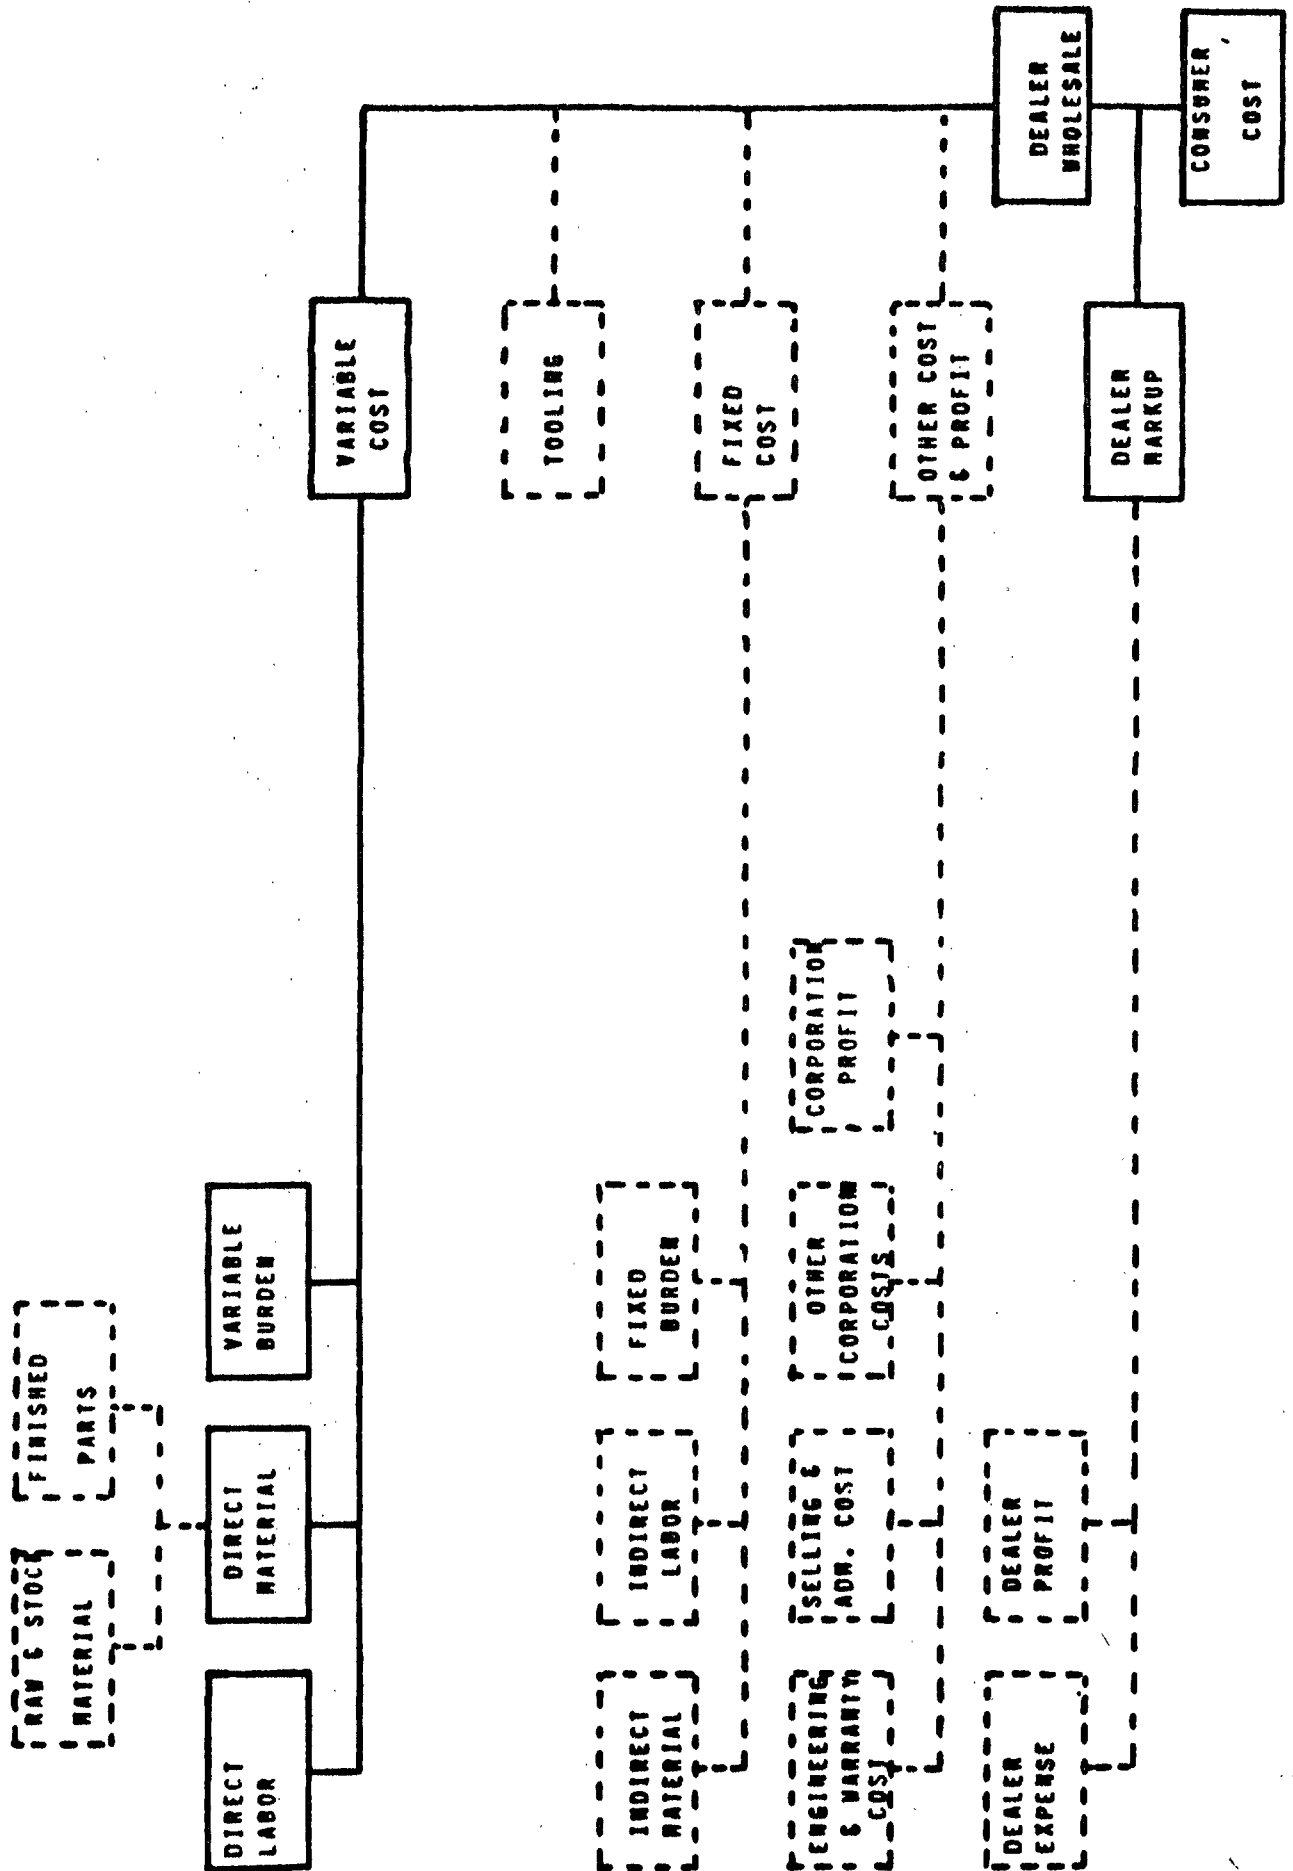 RAW & STOCK
MATERIAL
FINISHED
PARTS
DIRECT
LABOR
DIRECT
MATERIAL
VARIABLE
BURDEN
VARIABLE
COST
TOOLING
INDIRECT
MATERIAL
INDIRECT
LABOR
FIXED
BURDEN
FIXED
COST
ENGINEERING
& WARRANTY
COST
SELLING &
ADM. COST
OTHER
CORPORATION
COSTS
CORPORATION
PROFIT
OTHER COST
& PROFIT
DEALER
EXPENSE
DEALER
PROFIT
DEALER
MARKUP
DEALER
WHOLESALE
CONSUMER
COST